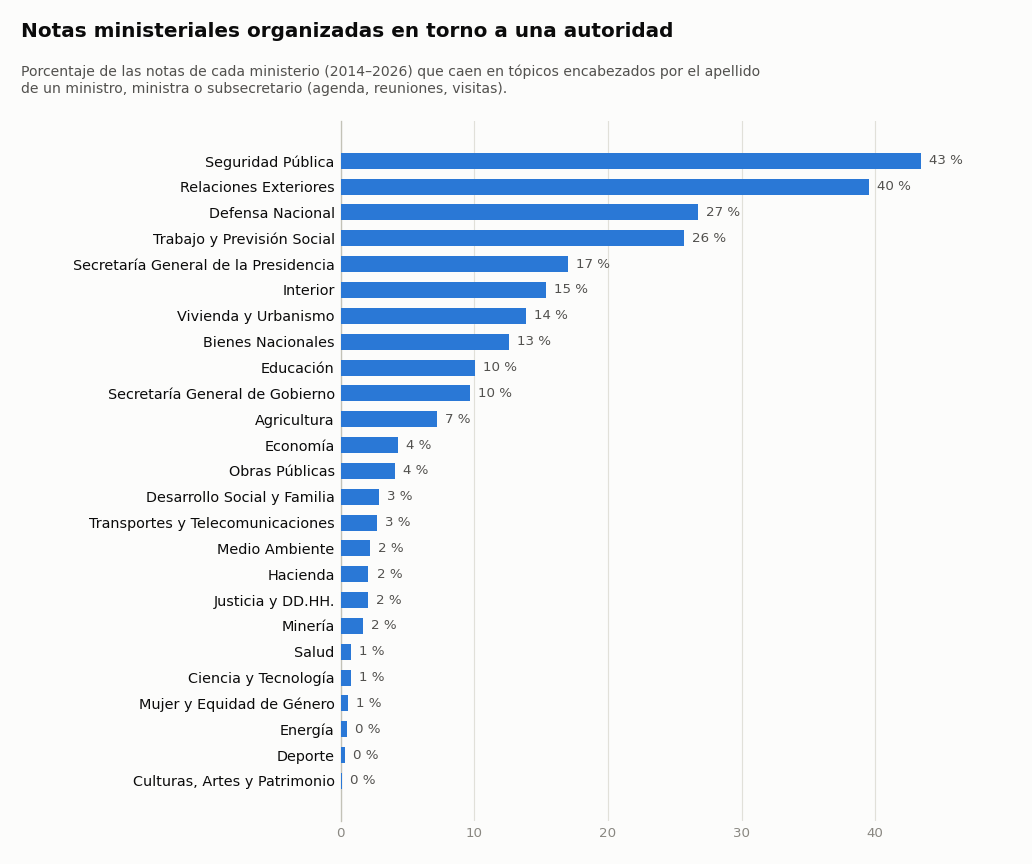 Notas ministeriales organizadas en torno a una autoridad
Porcentaje de las notas de cada ministerio (2014–2026) que caen en tópicos encabezados por el apellido
de un ministro, ministra o subsecretario (agenda, reuniones, visitas).
Seguridad Pública 43 %
Relaciones Exteriores 40 %
Defensa Nacional 27 %
Trabajo y Previsión Social 26 %
Secretaría General de la Presidencia 17 %
Interior 15 %
Vivienda y Urbanismo 14 %
Bienes Nacionales 13 %
Educación 10 %
Secretaría General de Gobierno 10 %
Agricultura 7 %
Economía 4 %
Obras Públicas 4 %
Desarrollo Social y Familia 3 %
Transportes y Telecomunicaciones 3 %
Medio Ambiente 2 %
Hacienda 2 %
Justicia y DD.HH. 2 %
Minería 2 %
Salud 1 %
Ciencia y Tecnología 1 %
Mujer y Equidad de Género 1 %
Energía 0 %
Deporte 0 %
Culturas, Artes y Patrimonio 0 %
0 10 20 30 40